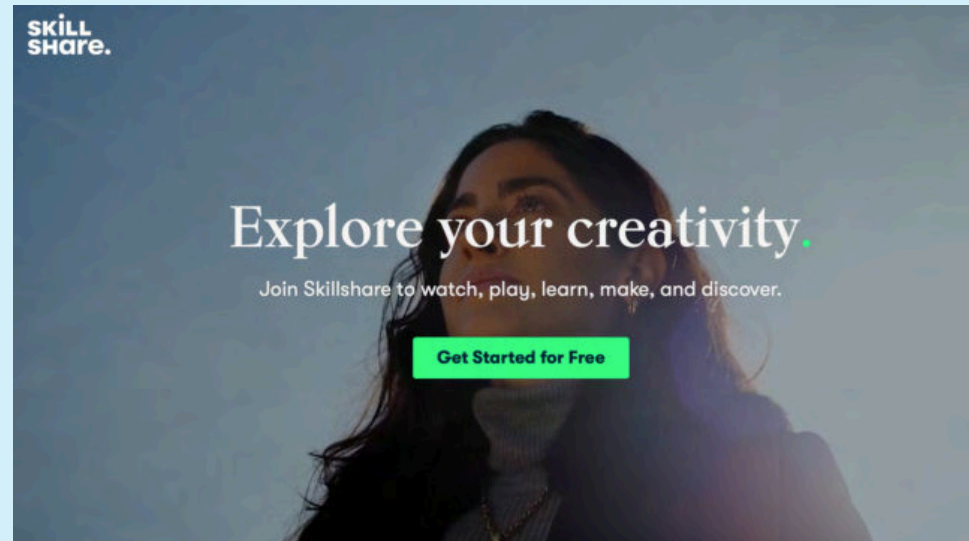 SKILL
SHare.
Explore your creativity.
Join Skillshare to watch, play, learn, make, and discover.
Get Started for Free